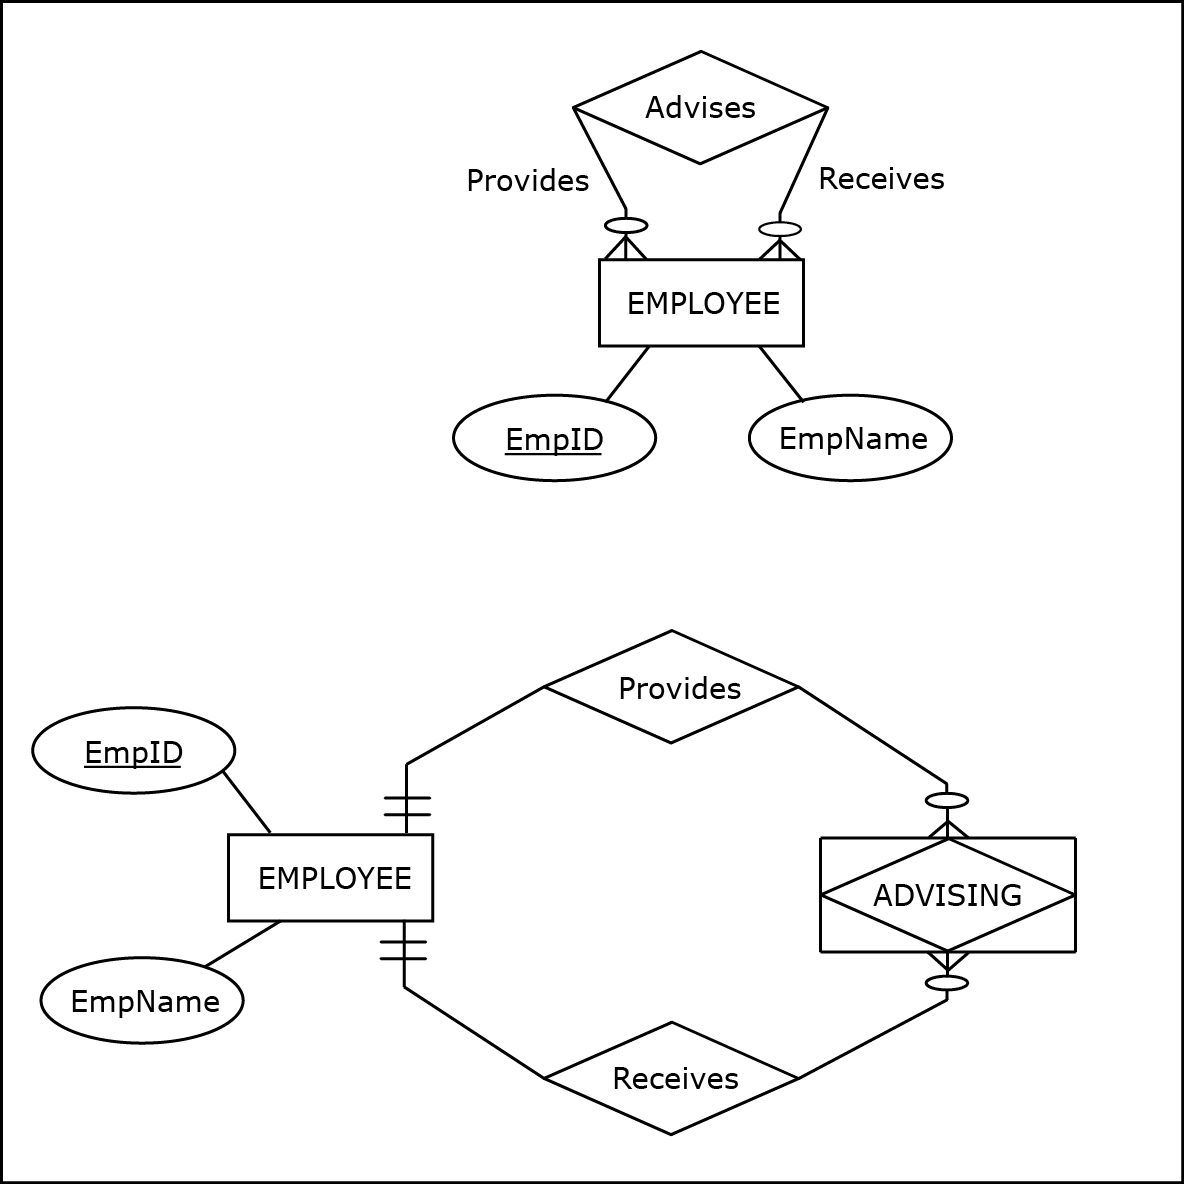 Advises
Provides
Receives
EMPLOYEE
EmpID
EmpName
Provides
EmpID
EMPLOYEE
ADVISING
EmpName
Receives